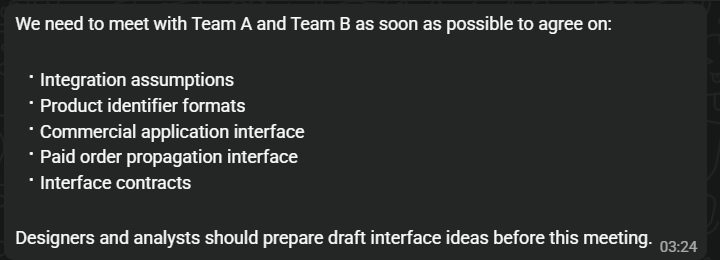 We need to meet with Team A and Team B as soon as possible to agree on:
· Integration assumptions
· Product identifier formats
· Commercial application interface
· Paid order propagation interface
· Interface contracts
Designers and analysts should prepare draft interface ideas before this meeting.
03:24